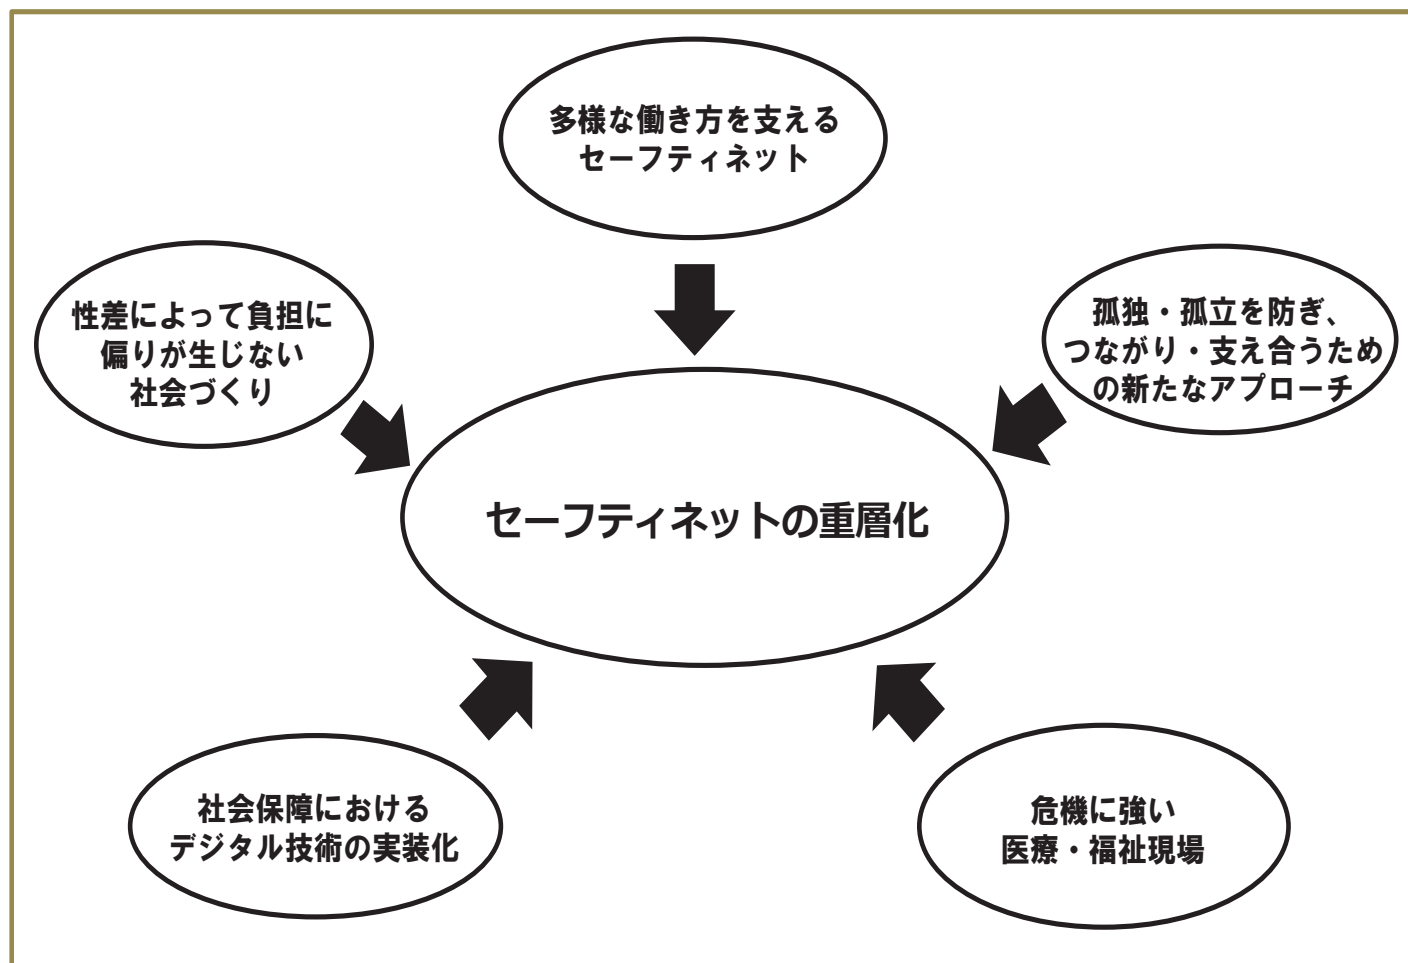 多様な働き方を支える
セーフティネット
性差によって負担に
偏りが生じない
社会づくり
孤独・孤立を防ぎ、
つながり・支え合うため
の新たなアプローチ
セーフティネットの重層化
社会保障における
デジタル技術の実装化
危機に強い
医療・福祉現場